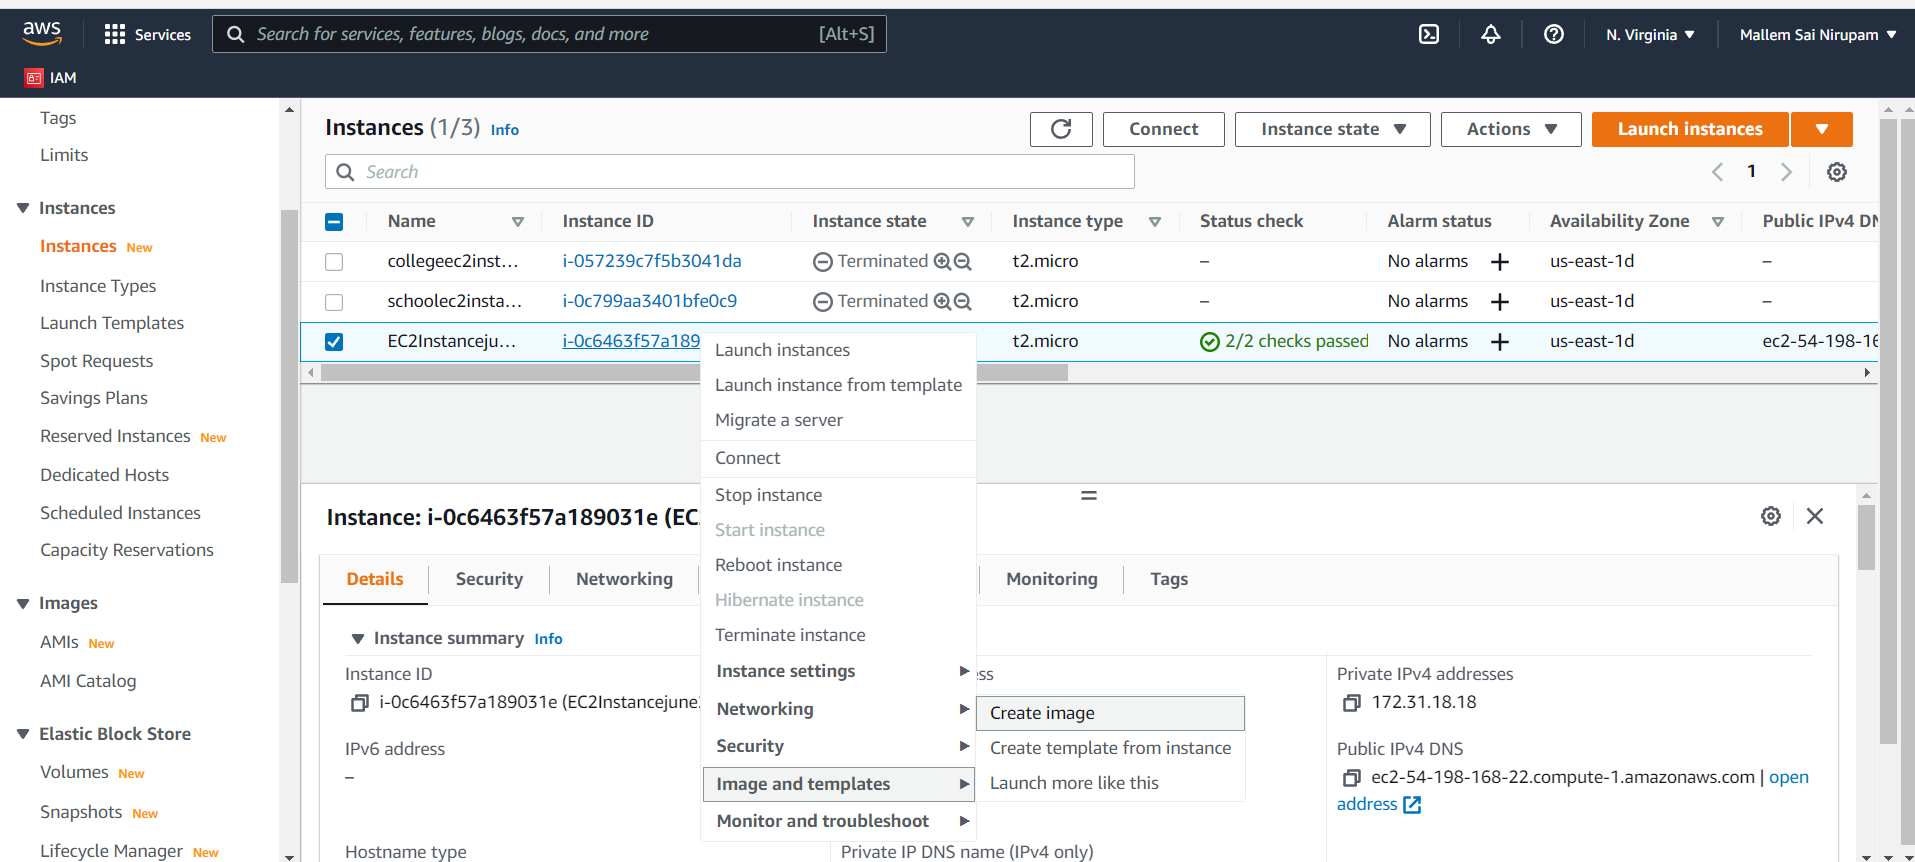 aws Services Search for services, features, blogs, docs, and more [Alt+S] N. Virginia Mallem Sai Nirupam
IAM
Tags
Limits
Instances
Instances New
Instance Types
Launch Templates
Spot Requests
Savings Plans
Reserved Instances New
Dedicated Hosts
Scheduled Instances
Capacity Reservations
Images
AMIs New
AMI Catalog
Elastic Block Store
Volumes New
Snapshots New
Lifecycle Manager New
Instances (1/3) Info Connect Instance state Actions Launch instances
Search 1
Name Instance ID Instance state Instance type Status check Alarm status Availability Zone Public IPv4 DN
collegeec2inst... i-057239c7f5b3041da Terminated t2.micro – No alarms + us-east-1d –
schoolec2insta... i-0c799aa3401bfe0c9 Terminated t2.micro – No alarms + us-east-1d –
EC2Instanceju... i-0c6463f57a189 t2.micro 2/2 checks passed No alarms + us-east-1d ec2-54-198-16
Launch instances
Launch instance from template
Migrate a server
Connect
Stop instance
Start instance
Reboot instance
Hibernate instance
Terminate instance
Instance settings
Networking
Security
Image and templates
Monitor and troubleshoot
Create image
Create template from instance
Launch more like this
Instance: i-0c6463f57a189031e (EC
Details Security Networking Monitoring Tags
Instance summary Info
Instance ID
i-0c6463f57a189031e (EC2Instancejune
IPv6 address
–
Hostname type
ss
Private IP DNS name (IPv4 only)
Private IPv4 addresses
172.31.18.18
Public IPv4 DNS
ec2-54-198-168-22.compute-1.amazonaws.com | open
address